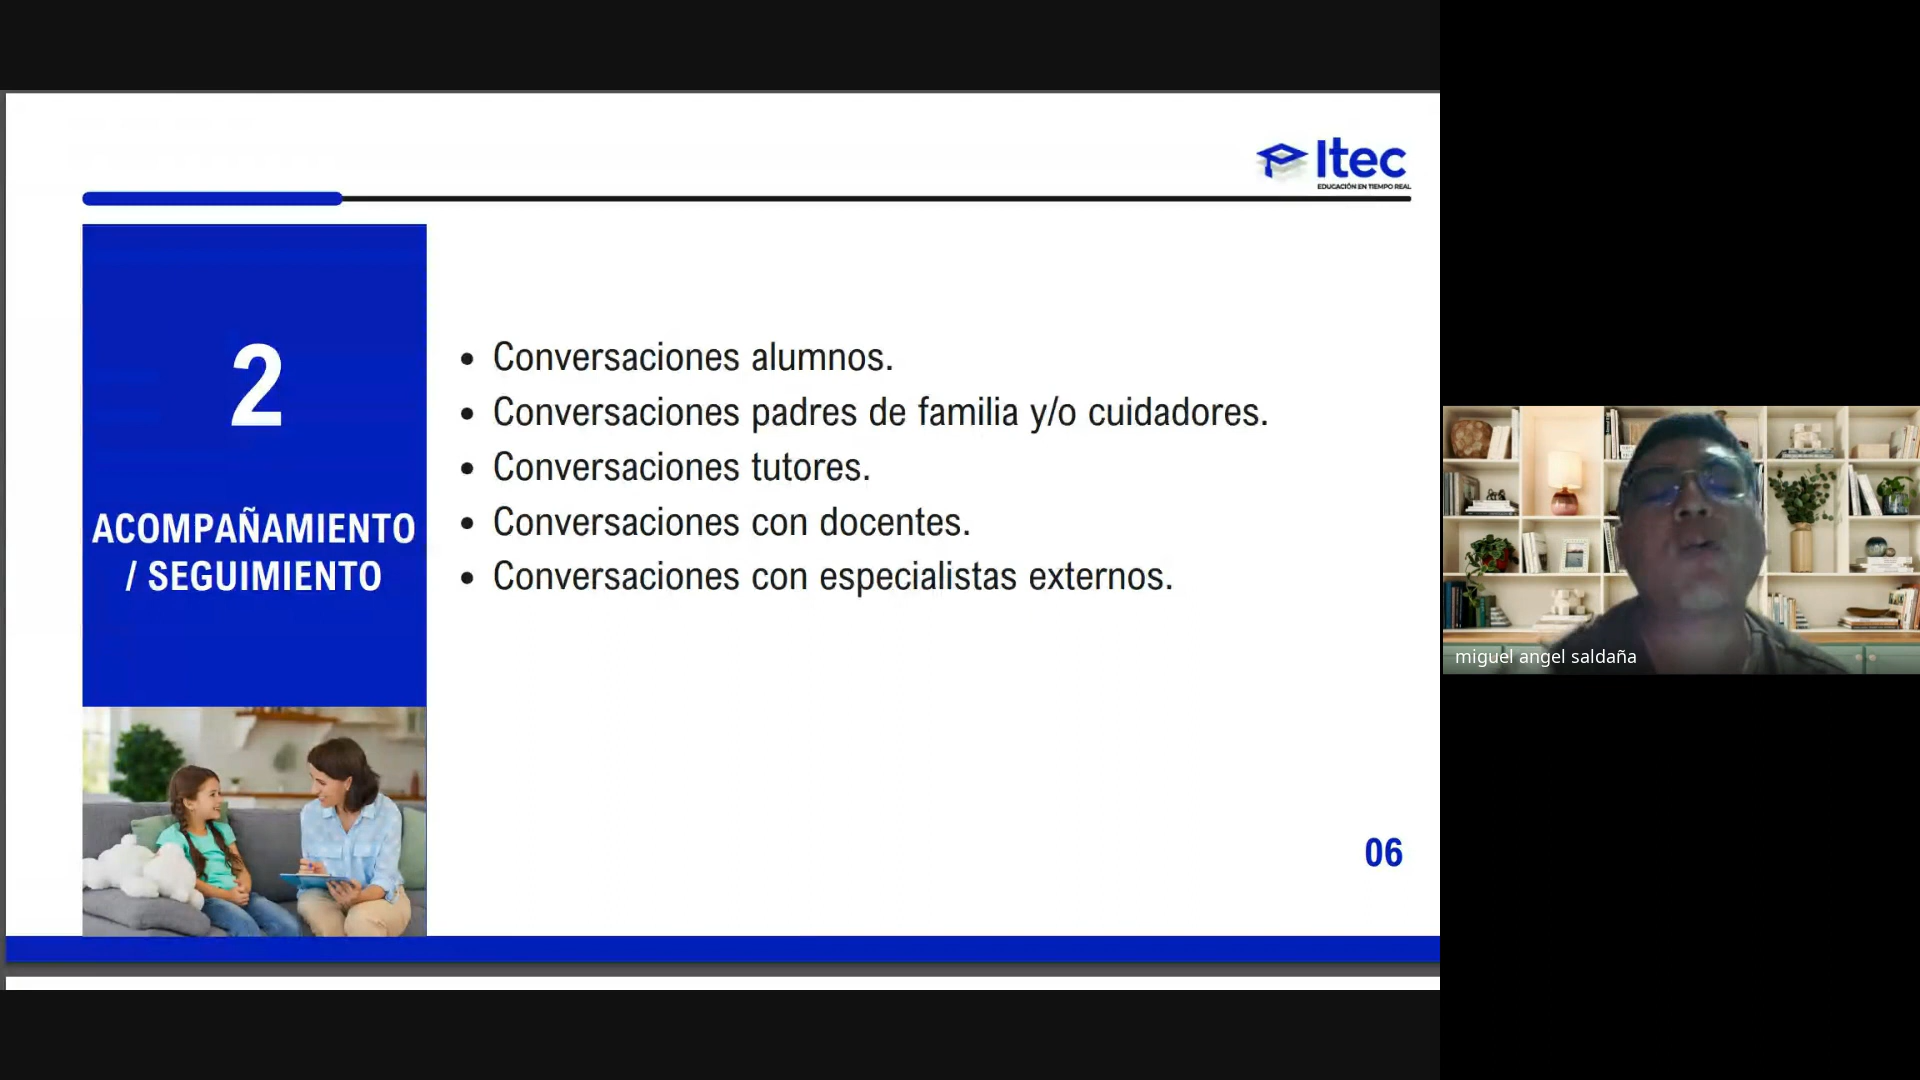 Itec
EDUCACIÓN EN TIEMPO REAL
2
ACOMPAÑAMIENTO
/ SEGUIMIENTO
• Conversaciones alumnos.
• Conversaciones padres de familia y/o cuidadores.
• Conversaciones tutores.
• Conversaciones con docentes.
• Conversaciones con especialistas externos.
06
miguel angel saldaña